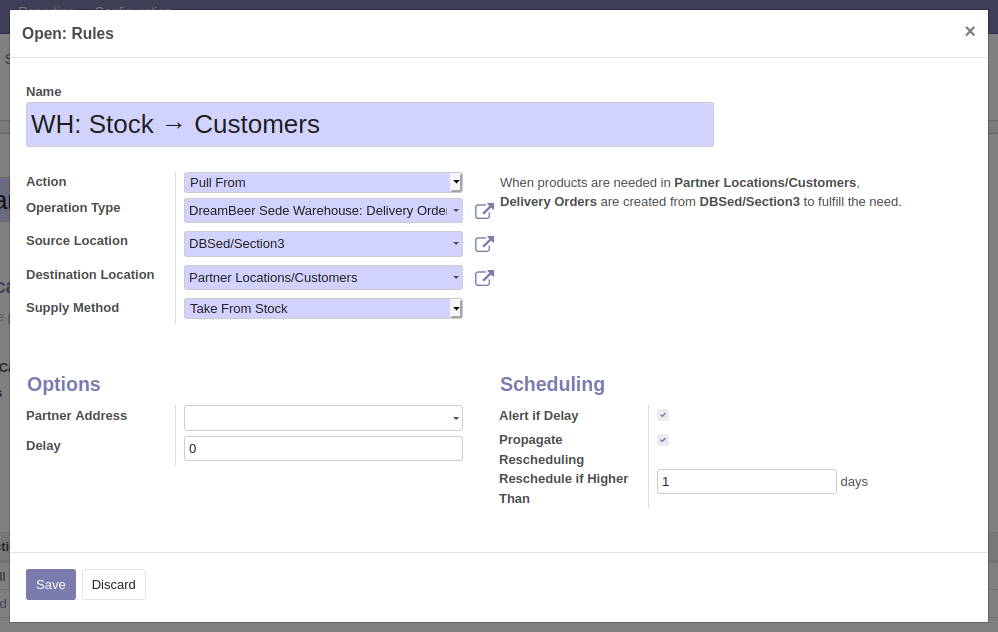 Reporting Configuration
Open: Rules
×
Name
WH: Stock → Customers
Action
Pull From
When products are needed in Partner Locations/Customers,
Operation Type
DreamBeer Sede Warehouse: Delivery Orde
Delivery Orders are created from DBSed/Section3 to fulfill the need.
Source Location
DBSed/Section3
Destination Location
Partner Locations/Customers
Supply Method
Take From Stock
Options
Scheduling
Partner Address
Alert if Delay
Delay
0
Propagate
Rescheduling
Reschedule if Higher
Than
1
days
Save
Discard